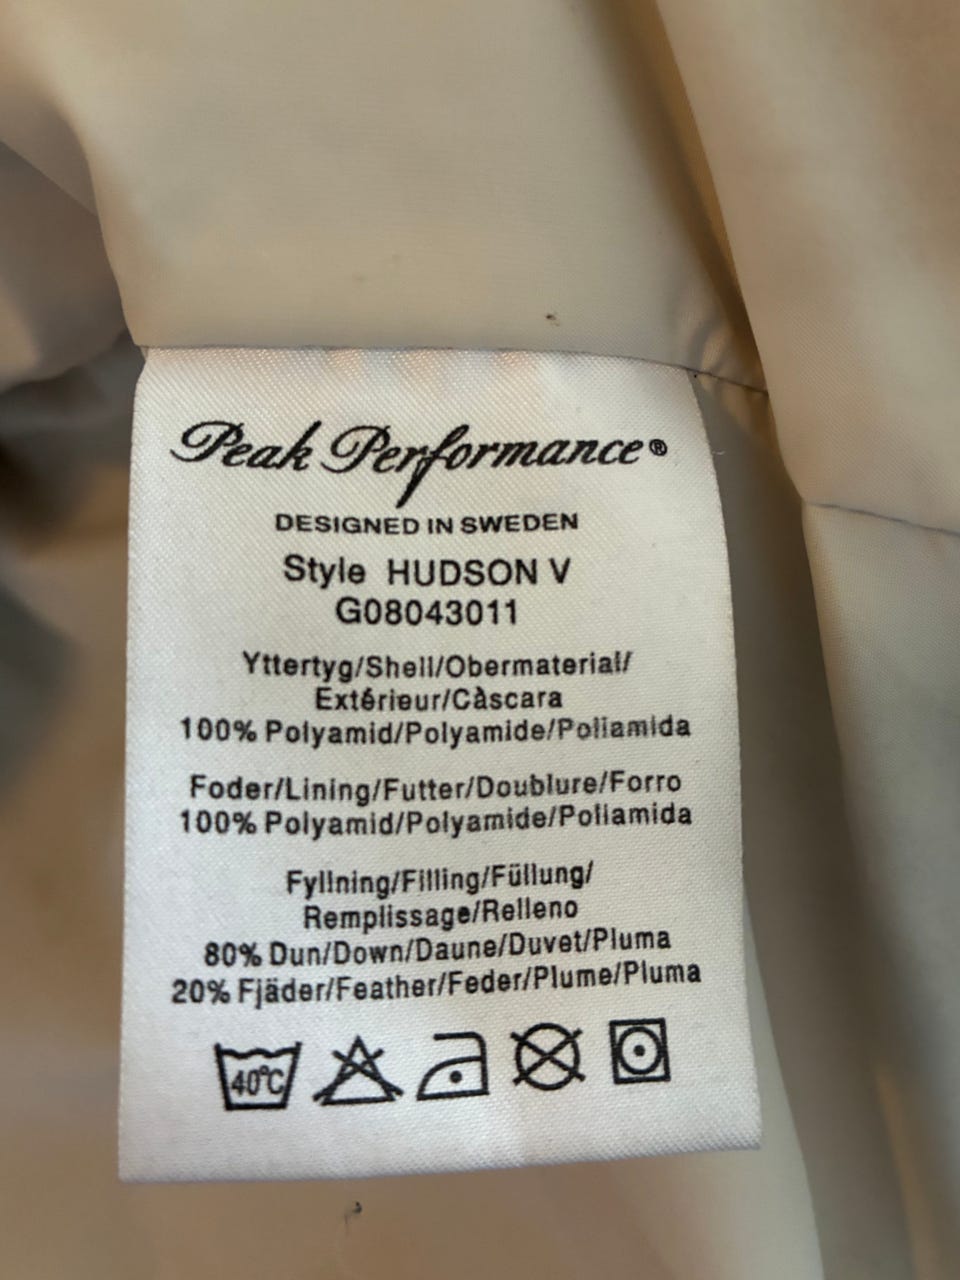 Peak Performance®
DESIGNED IN SWEDEN
Style HUDSON V
G08043011
Yttertyg/Shell/Obermaterial/
Extérieur/Càscara
100% Polyamid/Polyamide/Poliamida
Foder/Lining/Futter/Doublure/Forro
100% Polyamid/Polyamide/Poliamida
Fyllning/Filling/Füllung/
Remplissage/Relleno
80% Dun/Down/Daune/Duvet/Pluma
20% Fjäder/Feather/Feder/Plume/Pluma
40°C